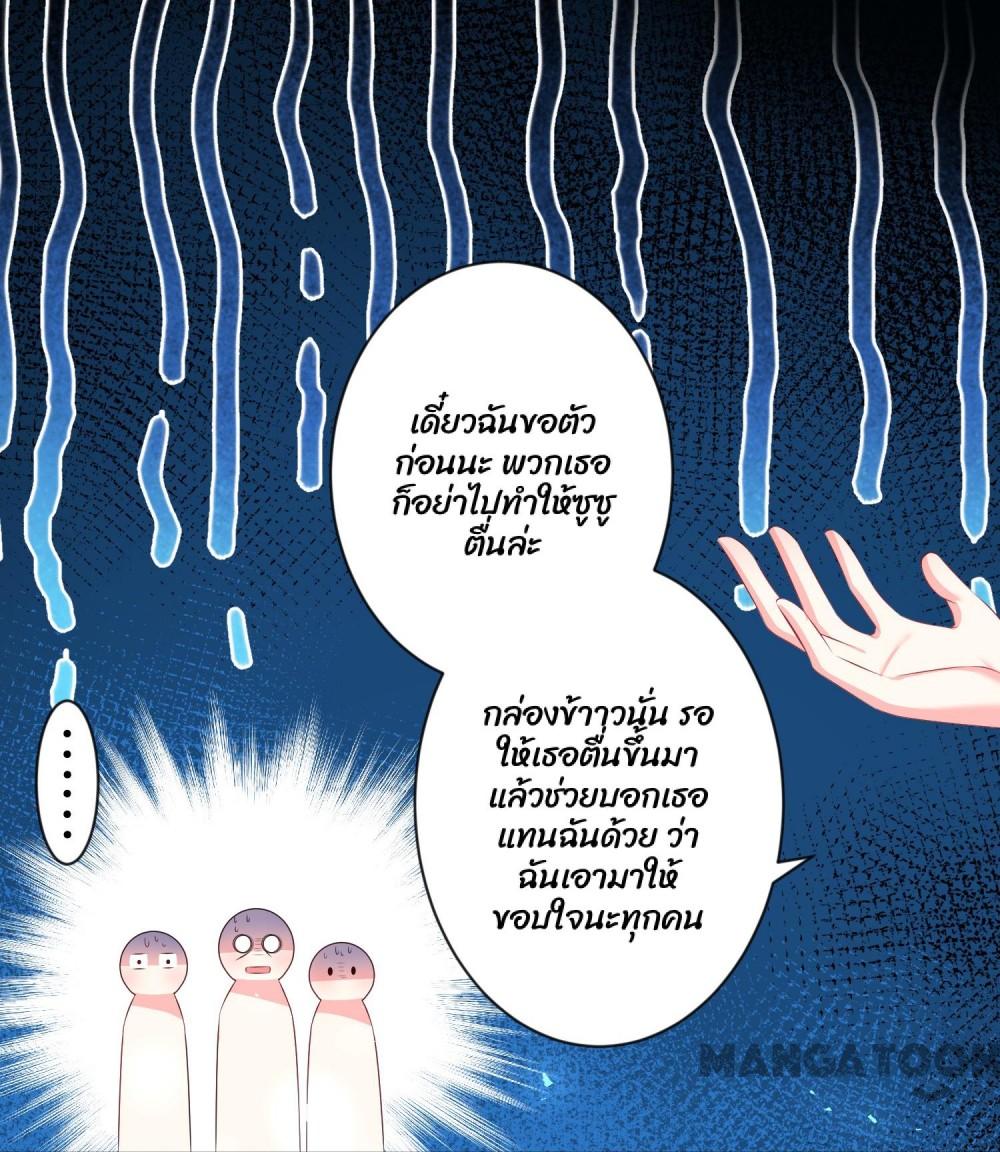 เดี๋ยวฉันขอตัว
ก่อนนะ พวกเธอ
ก็อย่าไปทำให้ซูซู
ตื่นล่ะ
กล่องข้าาวนั่น รอ
ให้เธอตื่นขึ้นมา
แล้วช่วยบอกเธอ
แทนฉันด้วย ว่า
ฉันเอามาให้
ขอบใจนะทุกคน
......
MANGATOON